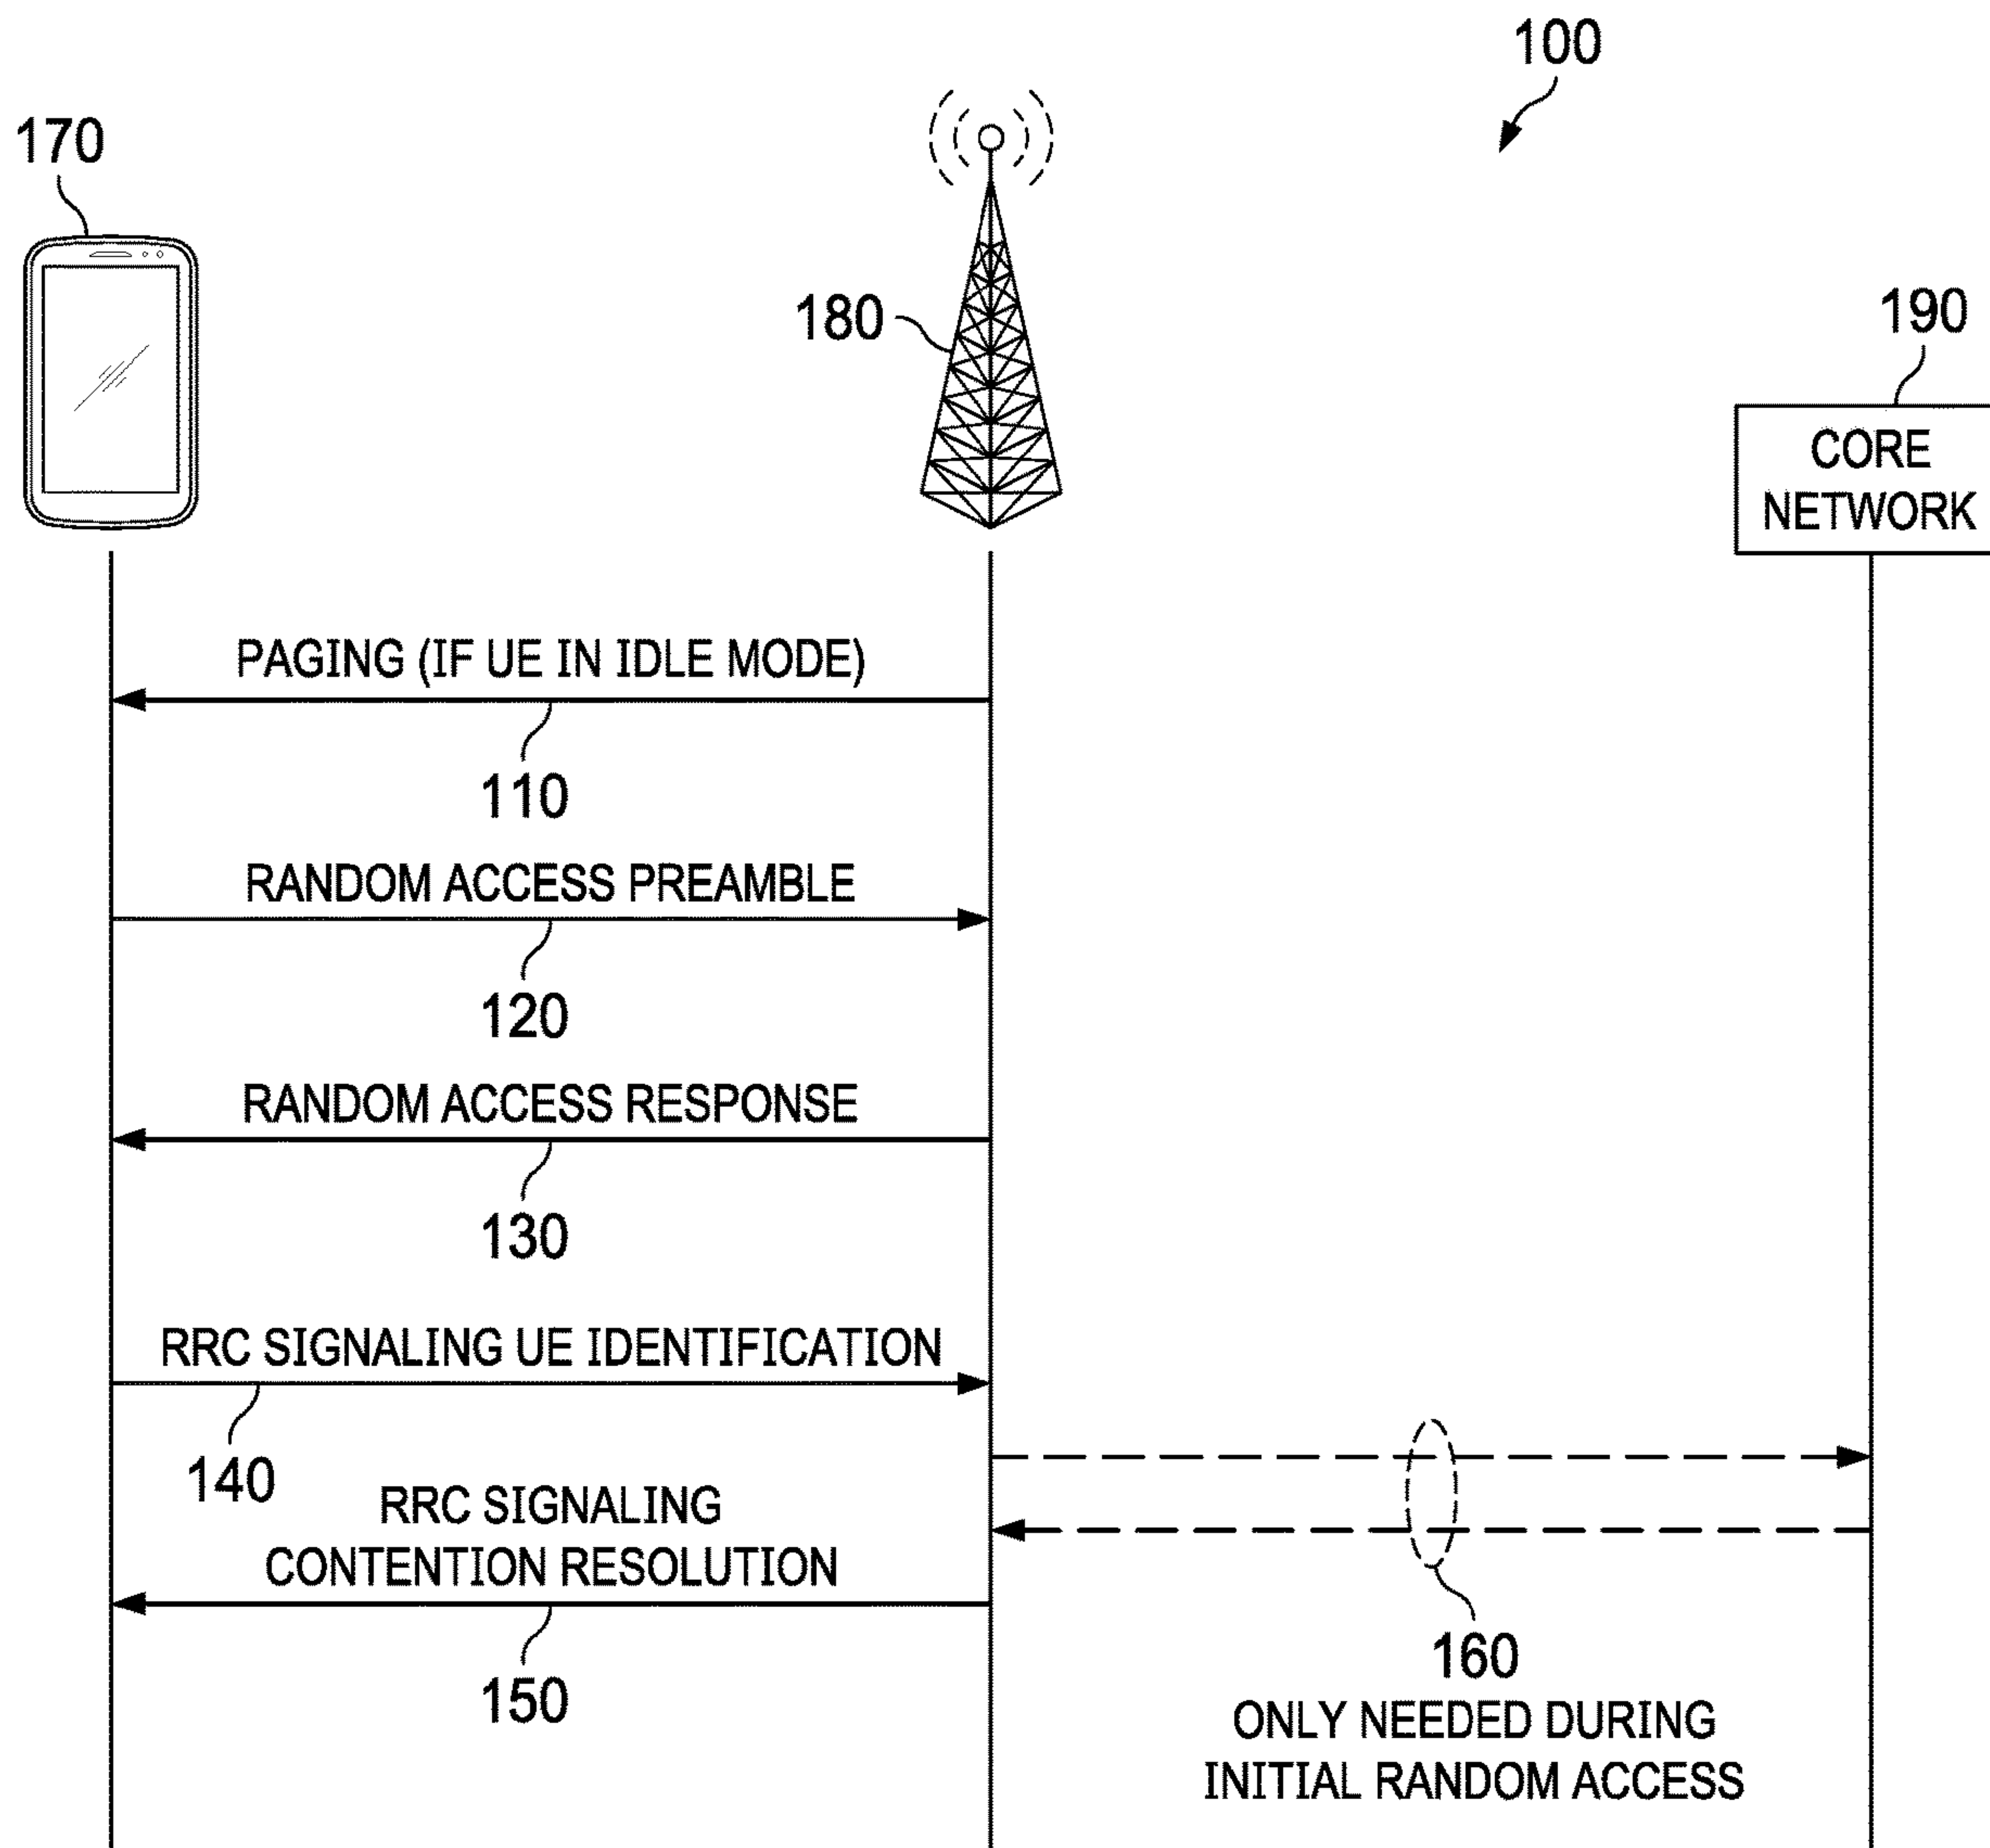 100
170
180
190
CORE
NETWORK
PAGING (IF UE IN IDLE MODE)
110
RANDOM ACCESS PREAMBLE
120
RANDOM ACCESS RESPONSE
130
RRC SIGNALING UE IDENTIFICATION
140
RRC SIGNALING
CONTENTION RESOLUTION
150
160
ONLY NEEDED DURING
INITIAL RANDOM ACCESS